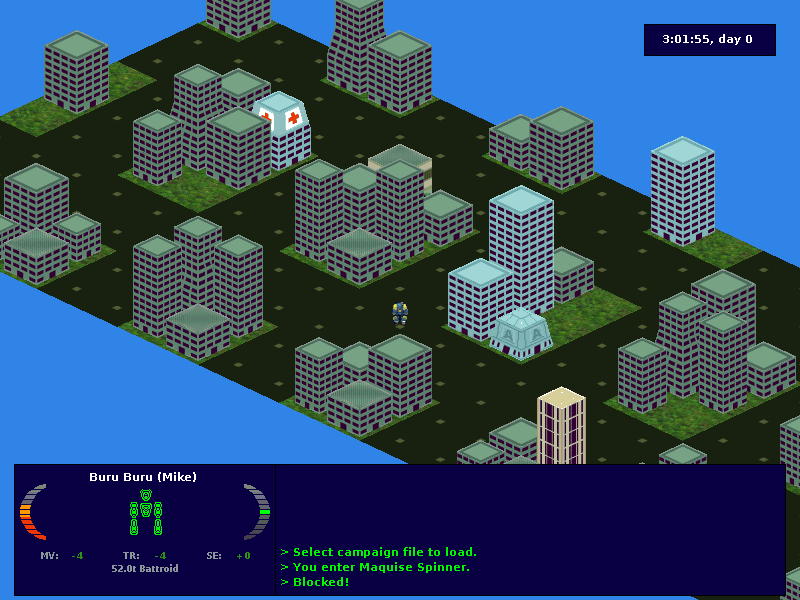 3:01:55, day 0
Buru Buru (Mike)
MV: -4 TR: -4 SE: +0
52.0t Battroid
> Select campaign file to load.
> You enter Maquise Spinner.
> Blocked!
A A